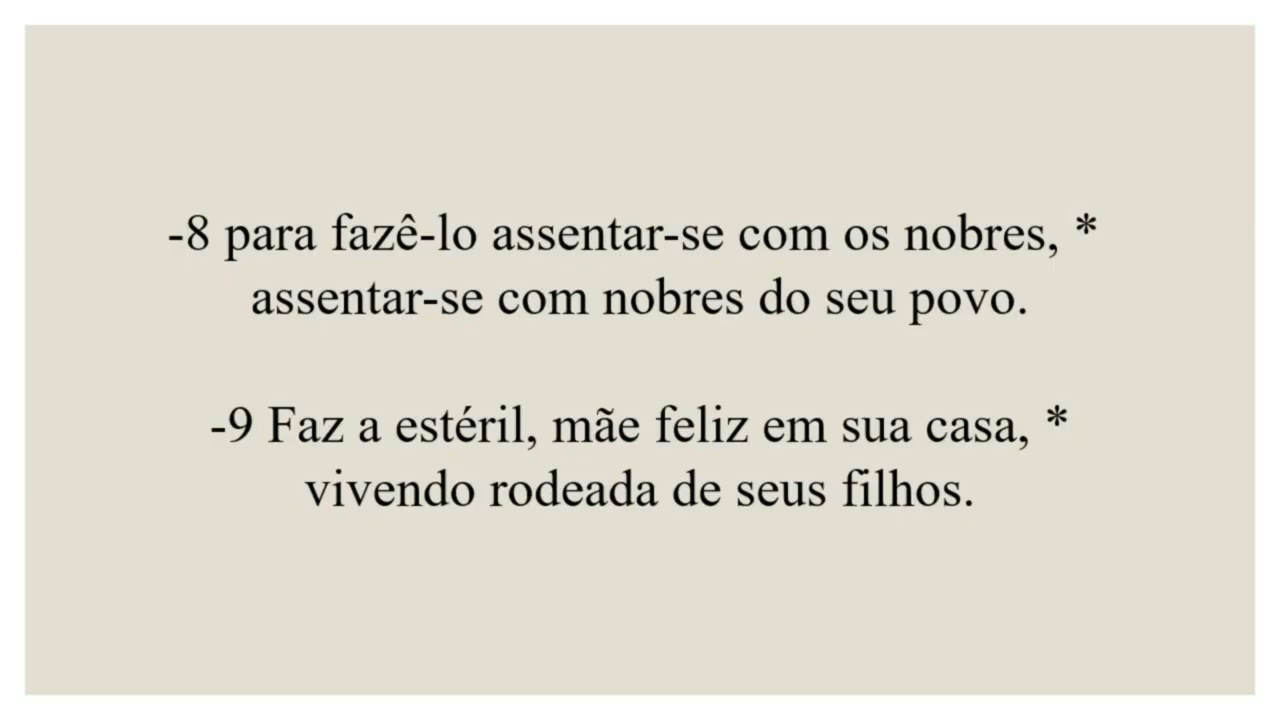 -8 para fazê-lo assentar-se com os nobres, *
assentar-se com nobres do seu povo.
-9 Faz a estéril, mãe feliz em sua casa, *
vivendo rodeada de seus filhos.